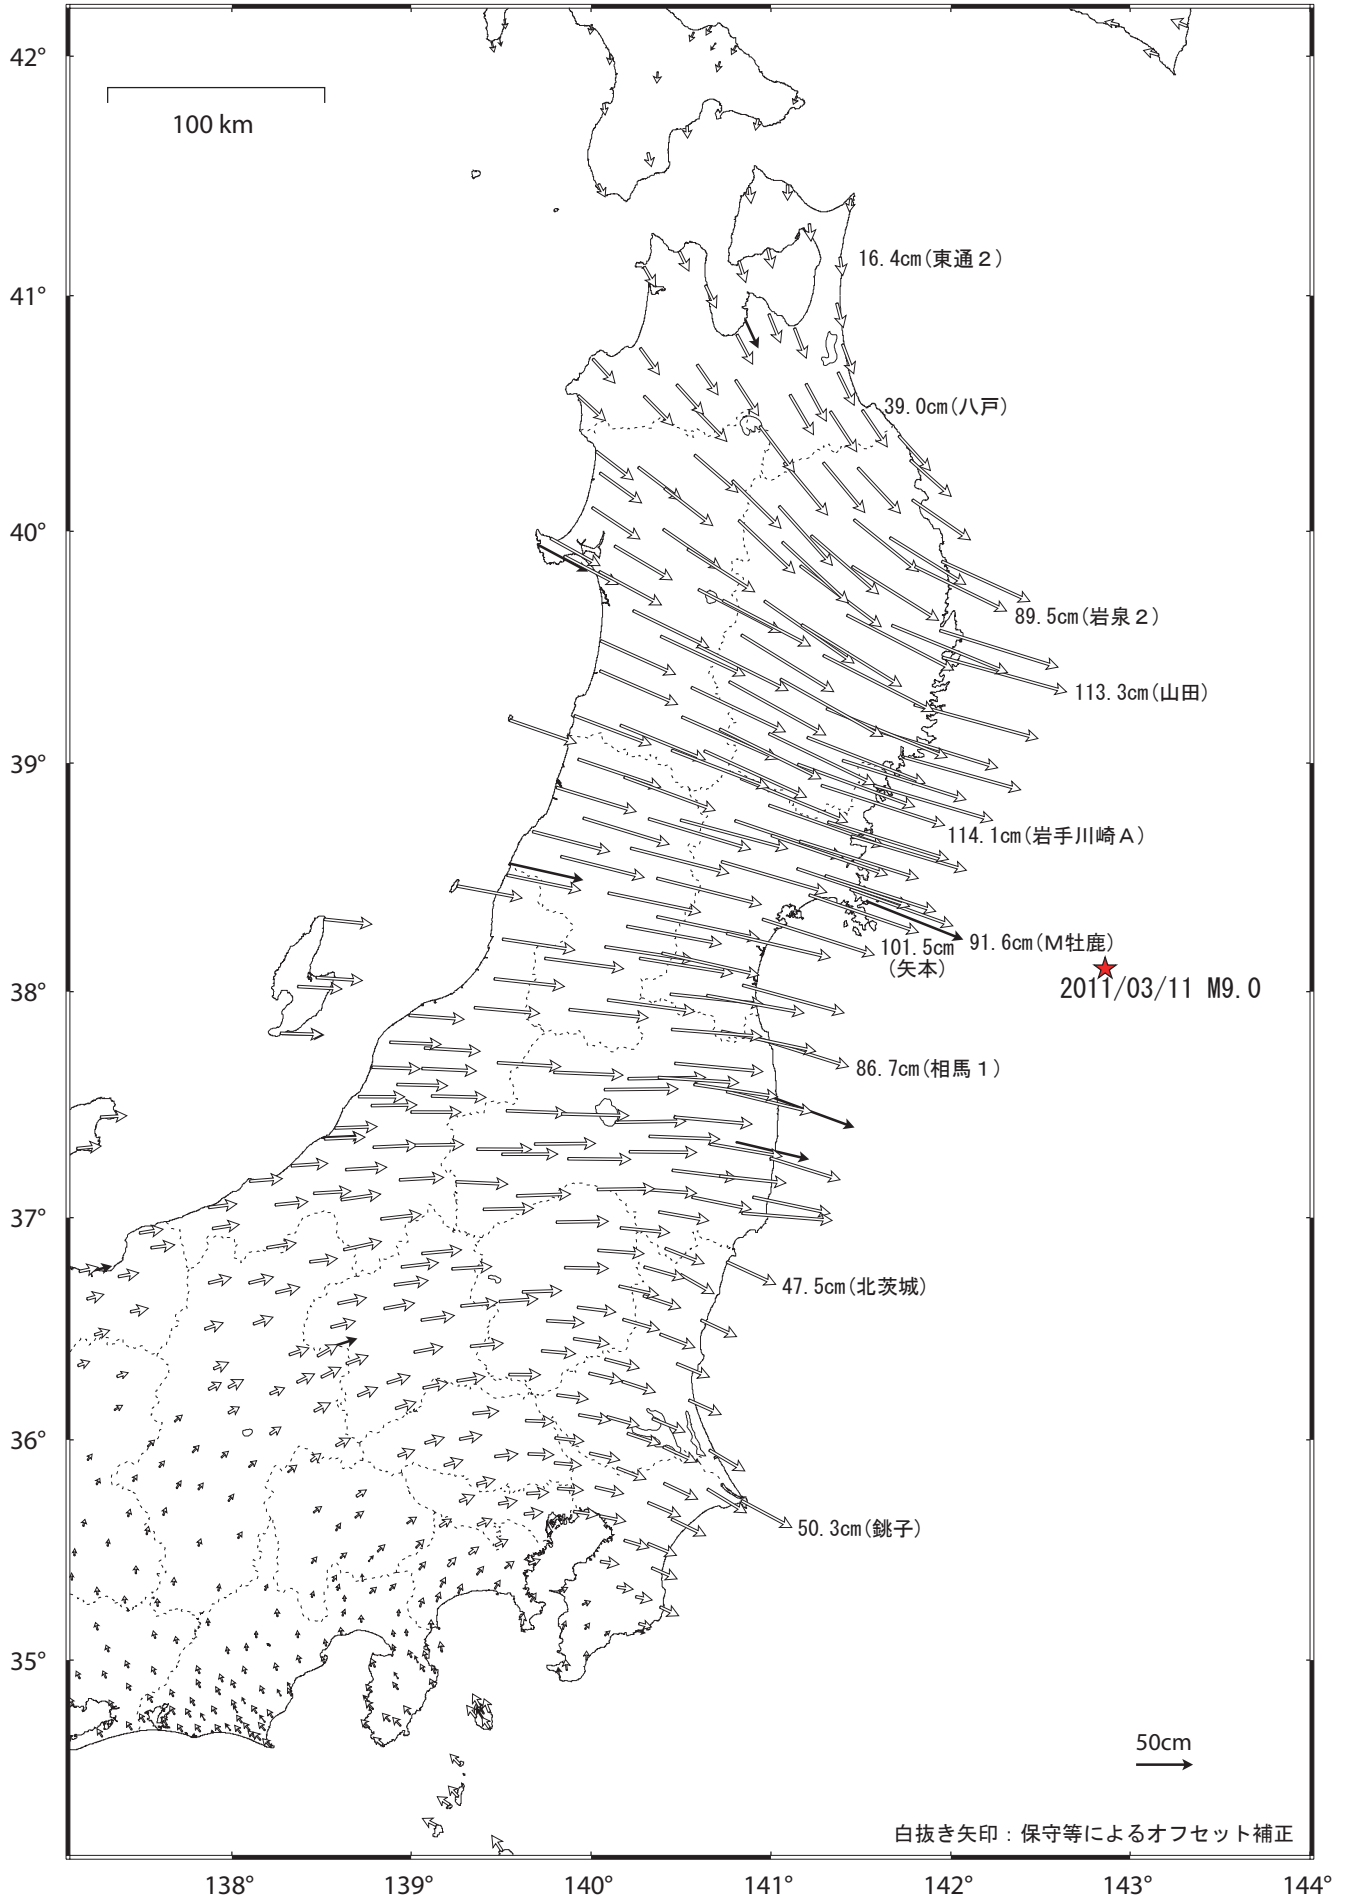 42°
100 km
16.4cm(東通２)
41°
39.0cm(八戸)
40°
89.5cm(岩泉２)
113.3cm(山田)
39°
114.1cm(岩手川崎Ａ)
91.6cm(Ｍ牡鹿)
101.5cm
(矢本)
38°
2011/03/11 M9.0
86.7cm(相馬１)
37°
47.5cm(北茨城)
36°
50.3cm(銚子)
35°
50cm
白抜き矢印：保守等によるオフセット補正
138° 139° 140° 141° 142° 143° 144°